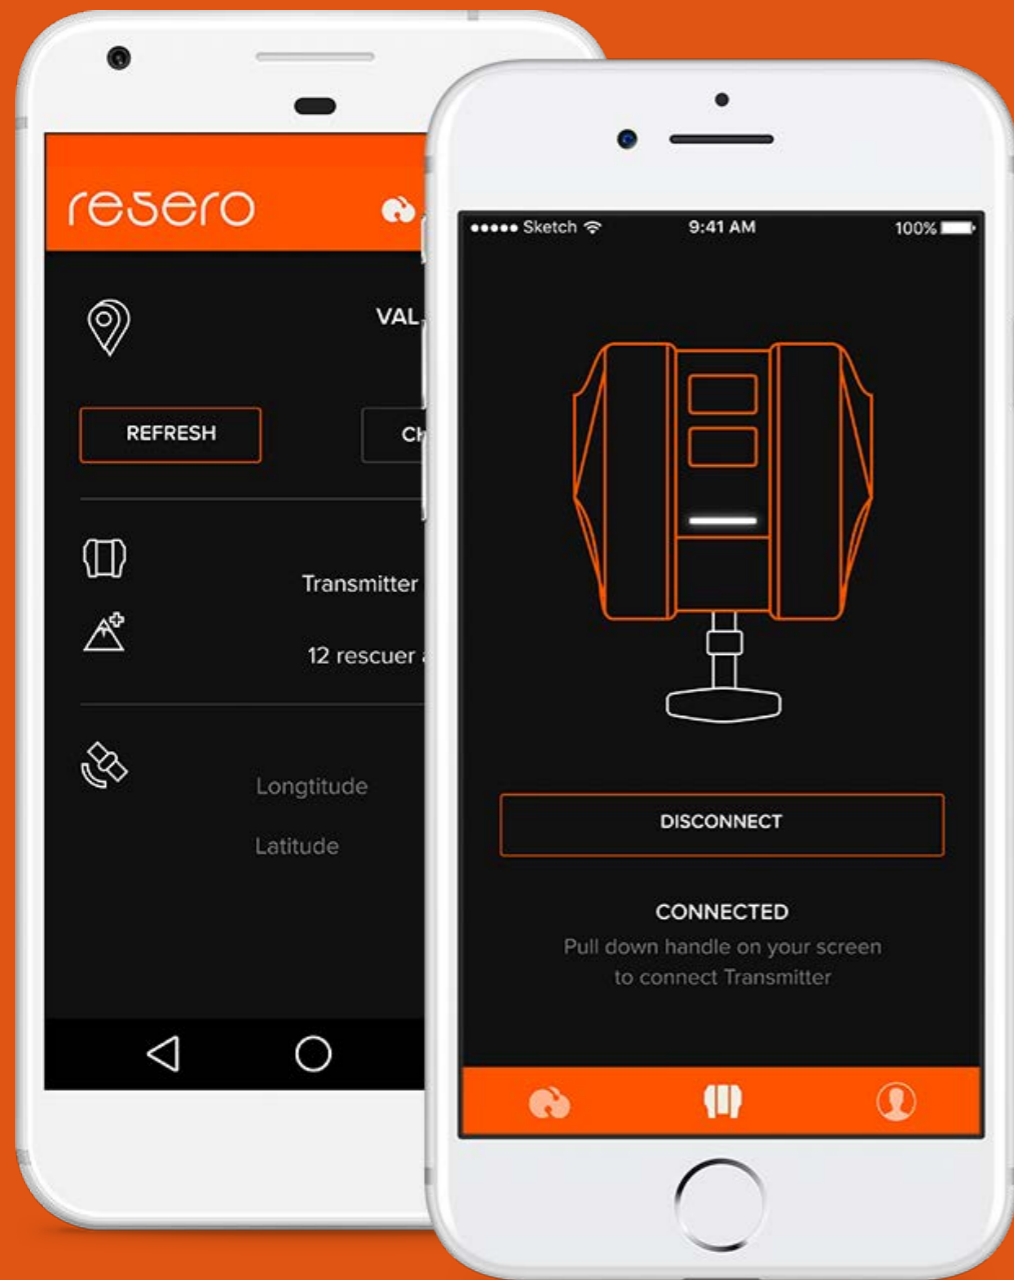 resero
VAL
REFRESH
Transmitter
12 rescuer
Longtitude
Latitude
Sketch
9:41 AM
100%
DISCONNECT
CONNECTED
Pull down handle on your screen
to connect Transmitter